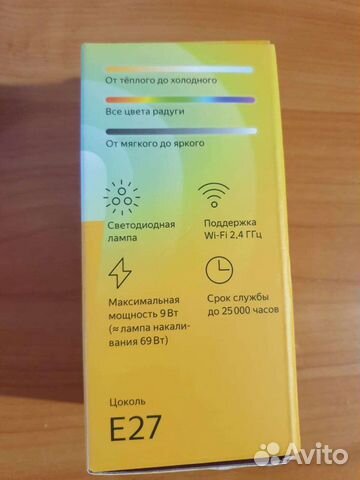 От тёплого до холодного
Все цвета радуги
От мягкого до яркого
Светодиодная
лампа
Поддержка
Wi-Fi 2,4 ГГц
Максимальная
мощность 9 Вт
(≈ лампа накали-
вания 69 Вт)
Срок службы
до 25 000 часов
Цоколь
E27
Avito